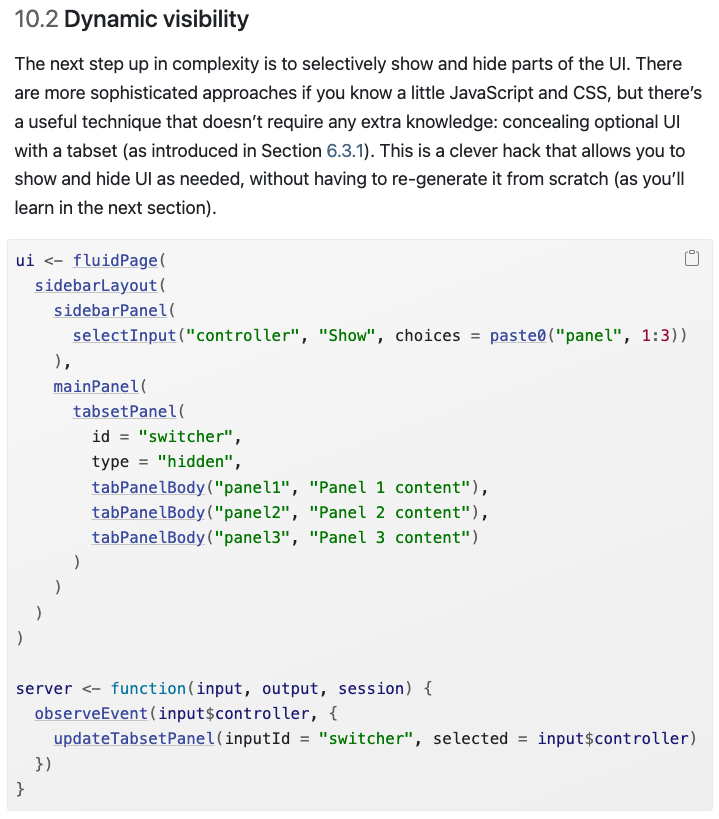 10.2 Dynamic visibility
The next step up in complexity is to selectively show and hide parts of the UI. There
are more sophisticated approaches if you know a little JavaScript and CSS, but there’s
a useful technique that doesn’t require any extra knowledge: concealing optional UI
with a tabset (as introduced in Section 6.3.1). This is a clever hack that allows you to
show and hide UI as needed, without having to re-generate it from scratch (as you’ll
learn in the next section).
ui <- fluidPage(
  sidebarLayout(
    sidebarPanel(
      selectInput("controller", "Show", choices = paste0("panel", 1:3))
    ),
    mainPanel(
      tabsetPanel(
        id = "switcher",
        type = "hidden",
        tabPanelBody("panel1", "Panel 1 content"),
        tabPanelBody("panel2", "Panel 2 content"),
        tabPanelBody("panel3", "Panel 3 content")
      )
    )
  )
)

server <- function(input, output, session) {
  observeEvent(input$controller, {
    updateTabsetPanel(inputId = "switcher", selected = input$controller)
  })
}